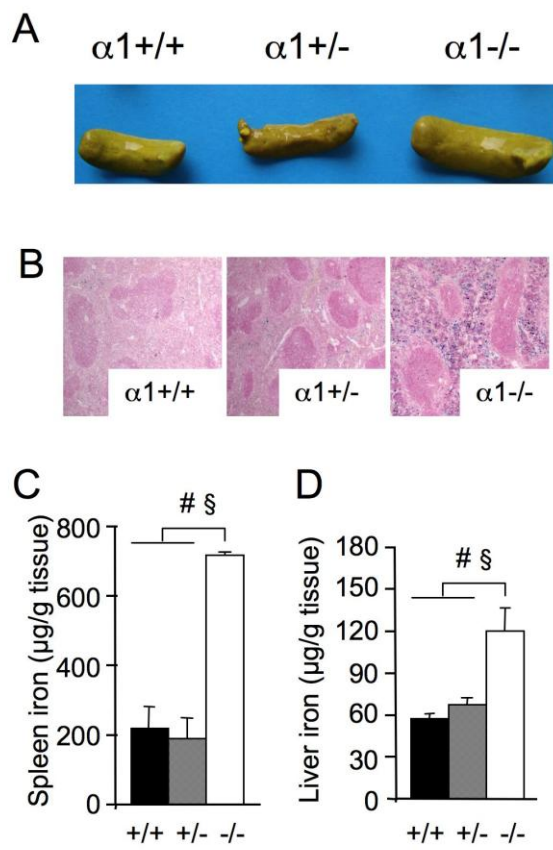 A
α1+/+ α1+/- α1-/-
B
α1+/+ α1+/- α1-/-
C
# §
Spleen iron (µg/g tissue)
800
600
400
200
0
+/+ +/- -/-
D
# §
Liver iron (µg/g tissue)
180
150
120
90
60
30
0
+/+ +/- -/-